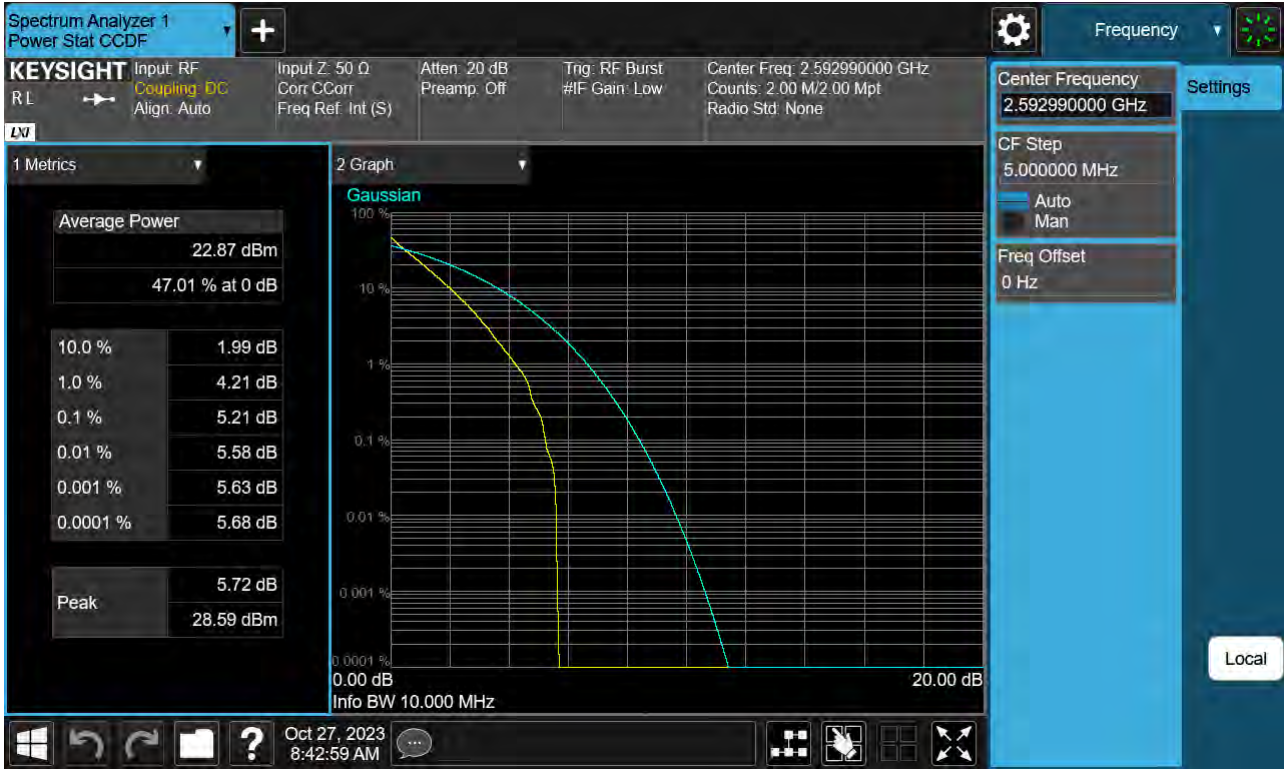 Spectrum Analyzer 1
Power Stat CCDF
Frequency
KEYSIGHT
RL
LXI
Input: RF
Coupling: DC
Align: Auto
Input Z: 50 Ω
Corr CCorr
Freq Ref: Int (S)
Atten: 20 dB
Preamp: Off
Trig: RF Burst
#IF Gain: Low
Center Freq: 2.592990000 GHz
Counts: 2.00 M/2.00 Mpt
Radio Std: None
Center Frequency
2.592990000 GHz
Settings
CF Step
5.000000 MHz
Auto
Man
Freq Offset
0 Hz
1 Metrics
Average Power
22.87 dBm
47.01 % at 0 dB
10.0 % 1.99 dB
1.0 % 4.21 dB
0.1 % 5.21 dB
0.01 % 5.58 dB
0.001 % 5.63 dB
0.0001 % 5.68 dB
Peak
5.72 dB
28.59 dBm
2 Graph
Gaussian
100 %
10 %
1 %
0.1 %
0.01 %
0.001 %
0.0001 %
0.00 dB 20.00 dB
Info BW 10.000 MHz
Local
?
Oct 27, 2023
8:42:59 AM